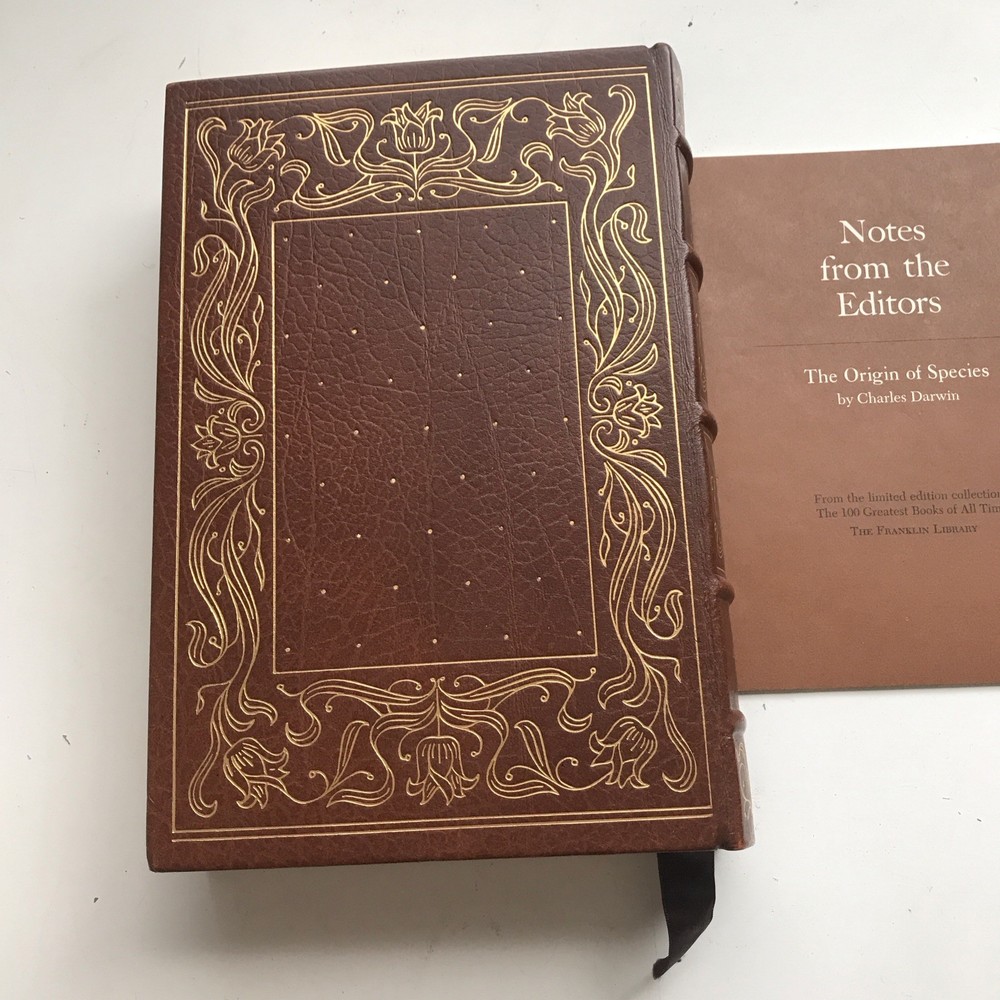 Notes
from the
Editors
The Origin of Species
by Charles Darwin
From the limited edition collection
The 100 Greatest Books of All Tim
THE FRANKLIN LIBRARY